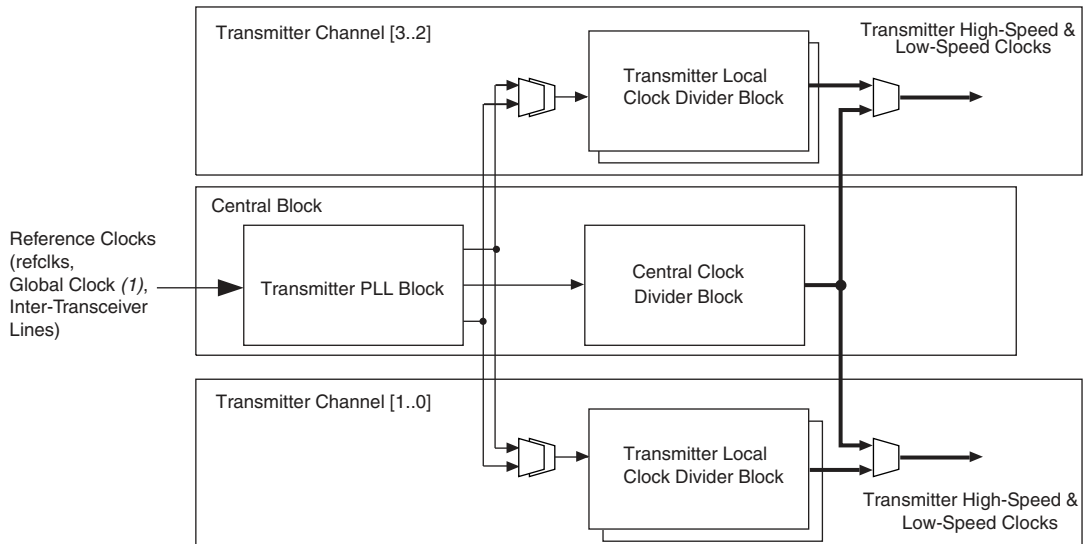 Transmitter Channel [3..2]
Transmitter High-Speed &
Low-Speed Clocks
Transmitter Local
Clock Divider Block
Central Block
Reference Clocks
(refclks,
Global Clock (1),
Inter-Transceiver
Lines)
Transmitter PLL Block
Central Clock
Divider Block
Transmitter Channel [1..0]
Transmitter Local
Clock Divider Block
Transmitter High-Speed &
Low-Speed Clocks